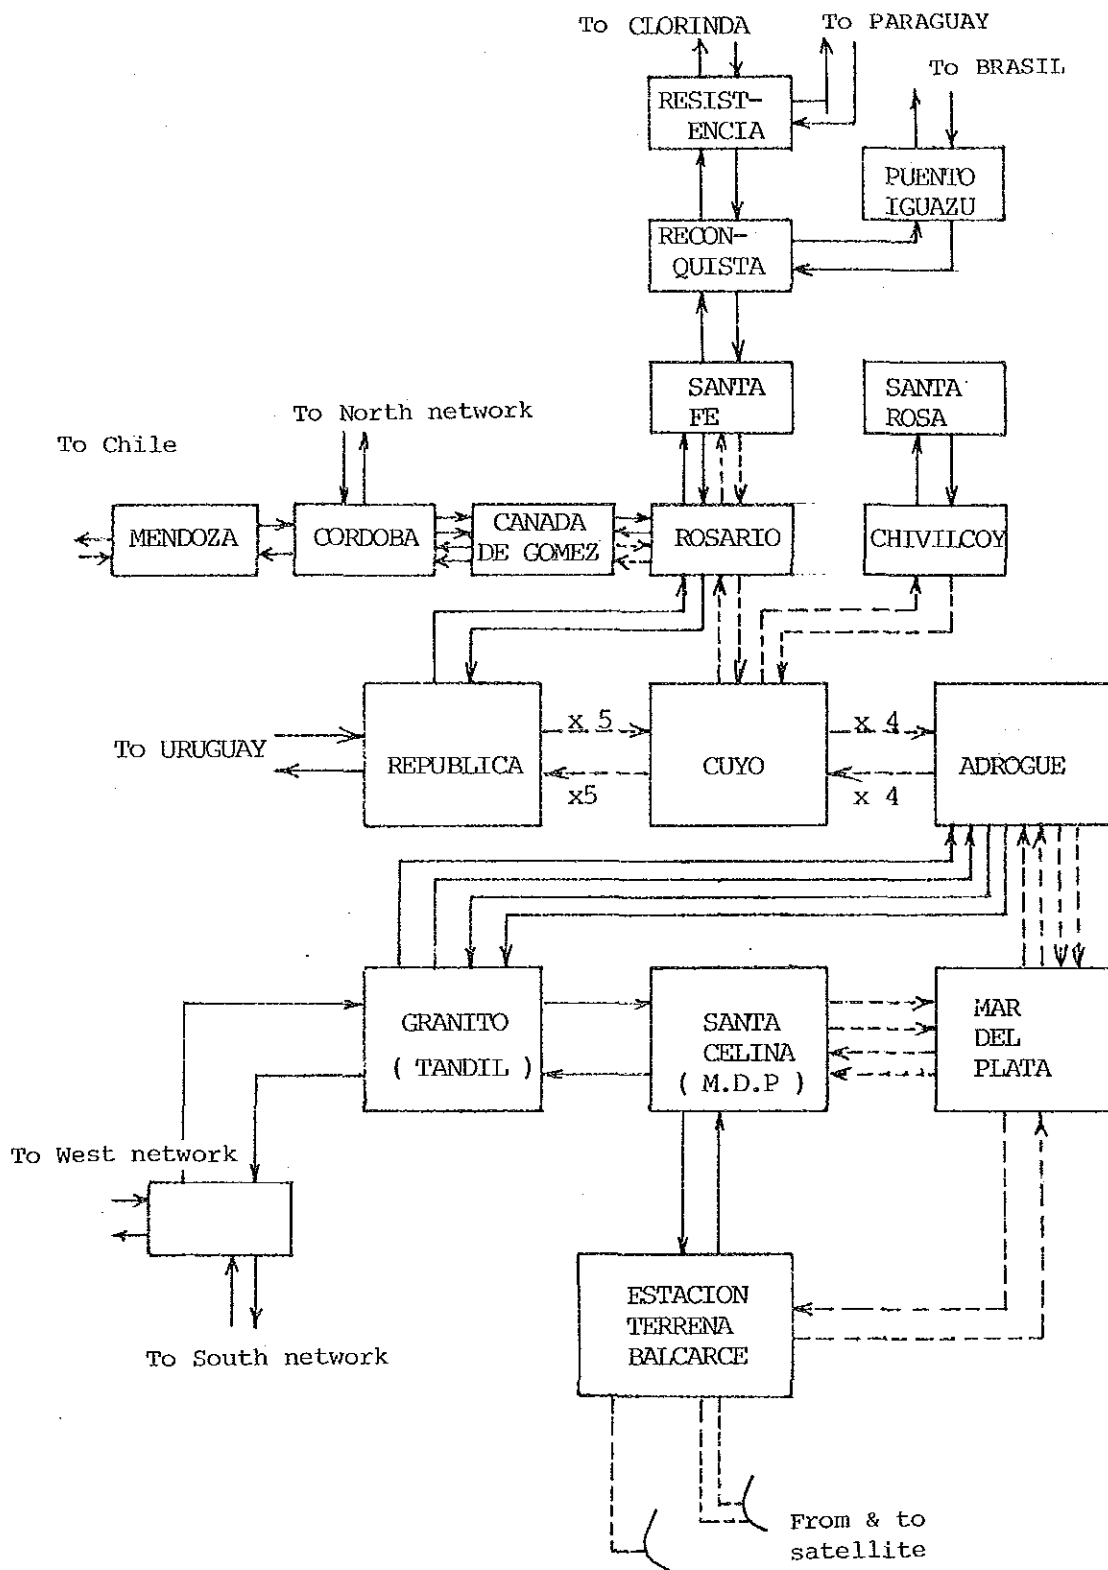 To CLORINDA
To PARAGUAY
To BRASIL
RESIST-
ENCIA
PUENTO
IGUAZU
RECON-
QUISTA
SANTA
FE
SANTA
ROSA
To North network
To Chile
MENDOZA
CORDOBA
CANADA
DE GOMEZ
ROSARIO
CHIVILCOY
x 5
x 4
To URUGUAY
REPUBLICA
CUYO
ADROGUE
x5
x 4
GRANITO
( TANDIL )
SANTA
CELINA
( M.D.P )
MAR
DEL
PLATA
To West network
To South network
ESTACION
TERRENA
BALCARCE
From & to
satellite